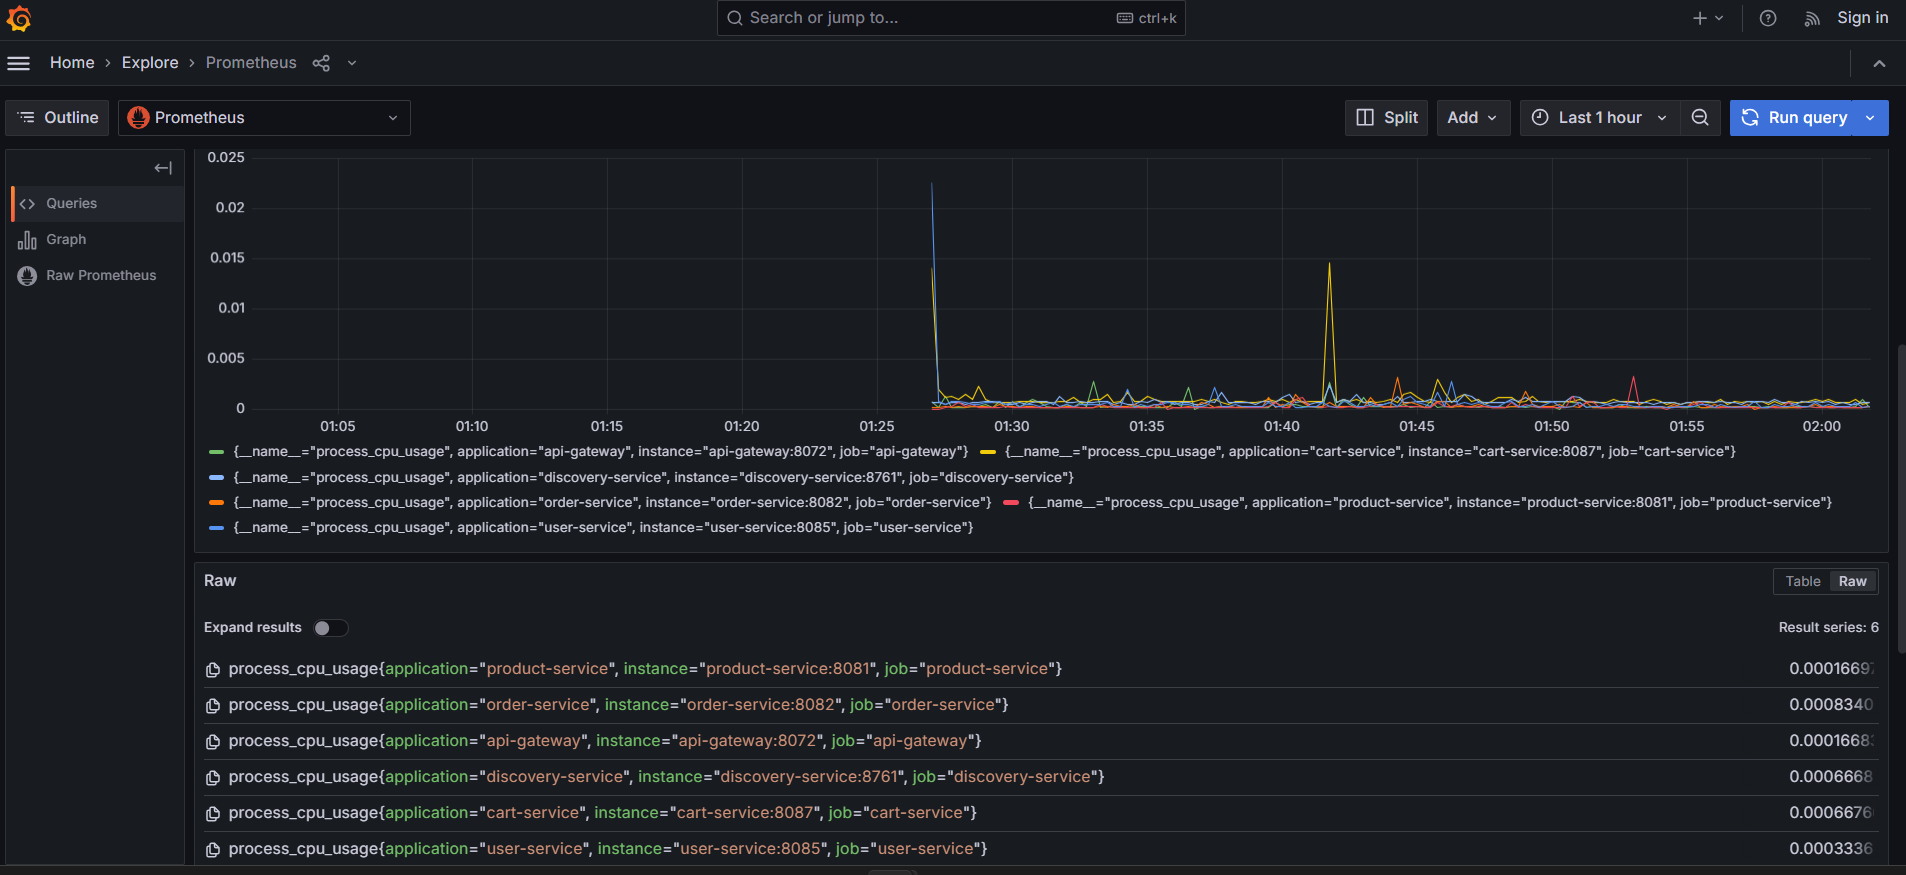 Search or jump to...
ctrl+k
Sign in
Home
Explore
Prometheus
Outline
Prometheus
Split
Add
Last 1 hour
Run query
Queries
Graph
Raw Prometheus
0.025
0.02
0.015
0.01
0.005
0
01:05 01:10 01:15 01:20 01:25 01:30 01:35 01:40 01:45 01:50 01:55 02:00
{__name__="process_cpu_usage", application="api-gateway", instance="api-gateway:8072", job="api-gateway"} {__name__="process_cpu_usage", application="cart-service", instance="cart-service:8087", job="cart-service"}
{__name__="process_cpu_usage", application="discovery-service", instance="discovery-service:8761", job="discovery-service"}
{__name__="process_cpu_usage", application="order-service", instance="order-service:8082", job="order-service"} {__name__="process_cpu_usage", application="product-service", instance="product-service:8081", job="product-service"}
{__name__="process_cpu_usage", application="user-service", instance="user-service:8085", job="user-service"}
Raw
Table Raw
Expand results
Result series: 6
process_cpu_usage{application="product-service", instance="product-service:8081", job="product-service"} 0.0001669
process_cpu_usage{application="order-service", instance="order-service:8082", job="order-service"} 0.0008340
process_cpu_usage{application="api-gateway", instance="api-gateway:8072", job="api-gateway"} 0.0001668
process_cpu_usage{application="discovery-service", instance="discovery-service:8761", job="discovery-service"} 0.0006668
process_cpu_usage{application="cart-service", instance="cart-service:8087", job="cart-service"} 0.0006676
process_cpu_usage{application="user-service", instance="user-service:8085", job="user-service"} 0.0003336